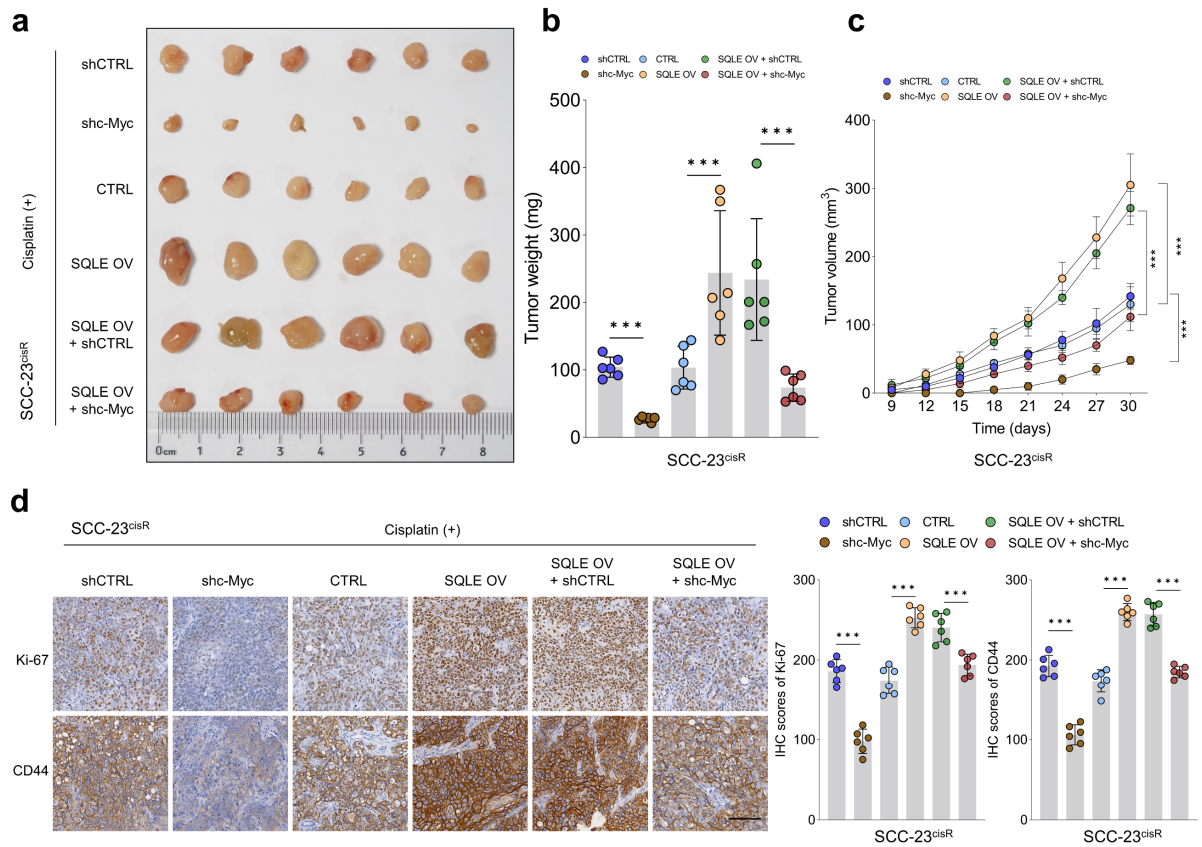 a
Cisplatin (+)
SCC-23cisR
shCTRL
shc-Myc
CTRL
SQLE OV
SQLE OV
+ shCTRL
SQLE OV
+ shc-Myc
0cm 1 2 3 4 5 6 7 8
b
shCTRL CTRL SQLE OV + shCTRL
shc-Myc SQLE OV SQLE OV + shc-Myc
Tumor weight (mg)
500
400
300
200
100
0
***
***
***
SCC-23cisR
c
shCTRL CTRL SQLE OV + shCTRL
shc-Myc SQLE OV SQLE OV + shc-Myc
Tumor volume (mm3)
400
300
200
100
0
9 12 15 18 21 24 27 30
Time (days)
***
***
***
SCC-23cisR
d
SCC-23cisR
Cisplatin (+)
shCTRL shc-Myc CTRL SQLE OV SQLE OV + shCTRL SQLE OV + shc-Myc
Ki-67
CD44
shCTRL CTRL SQLE OV + shCTRL
shc-Myc SQLE OV SQLE OV + shc-Myc
IHC scores of Ki-67
300
200
100
0
***
***
***
SCC-23cisR
IHC scores of CD44
300
200
100
0
***
***
***
SCC-23cisR